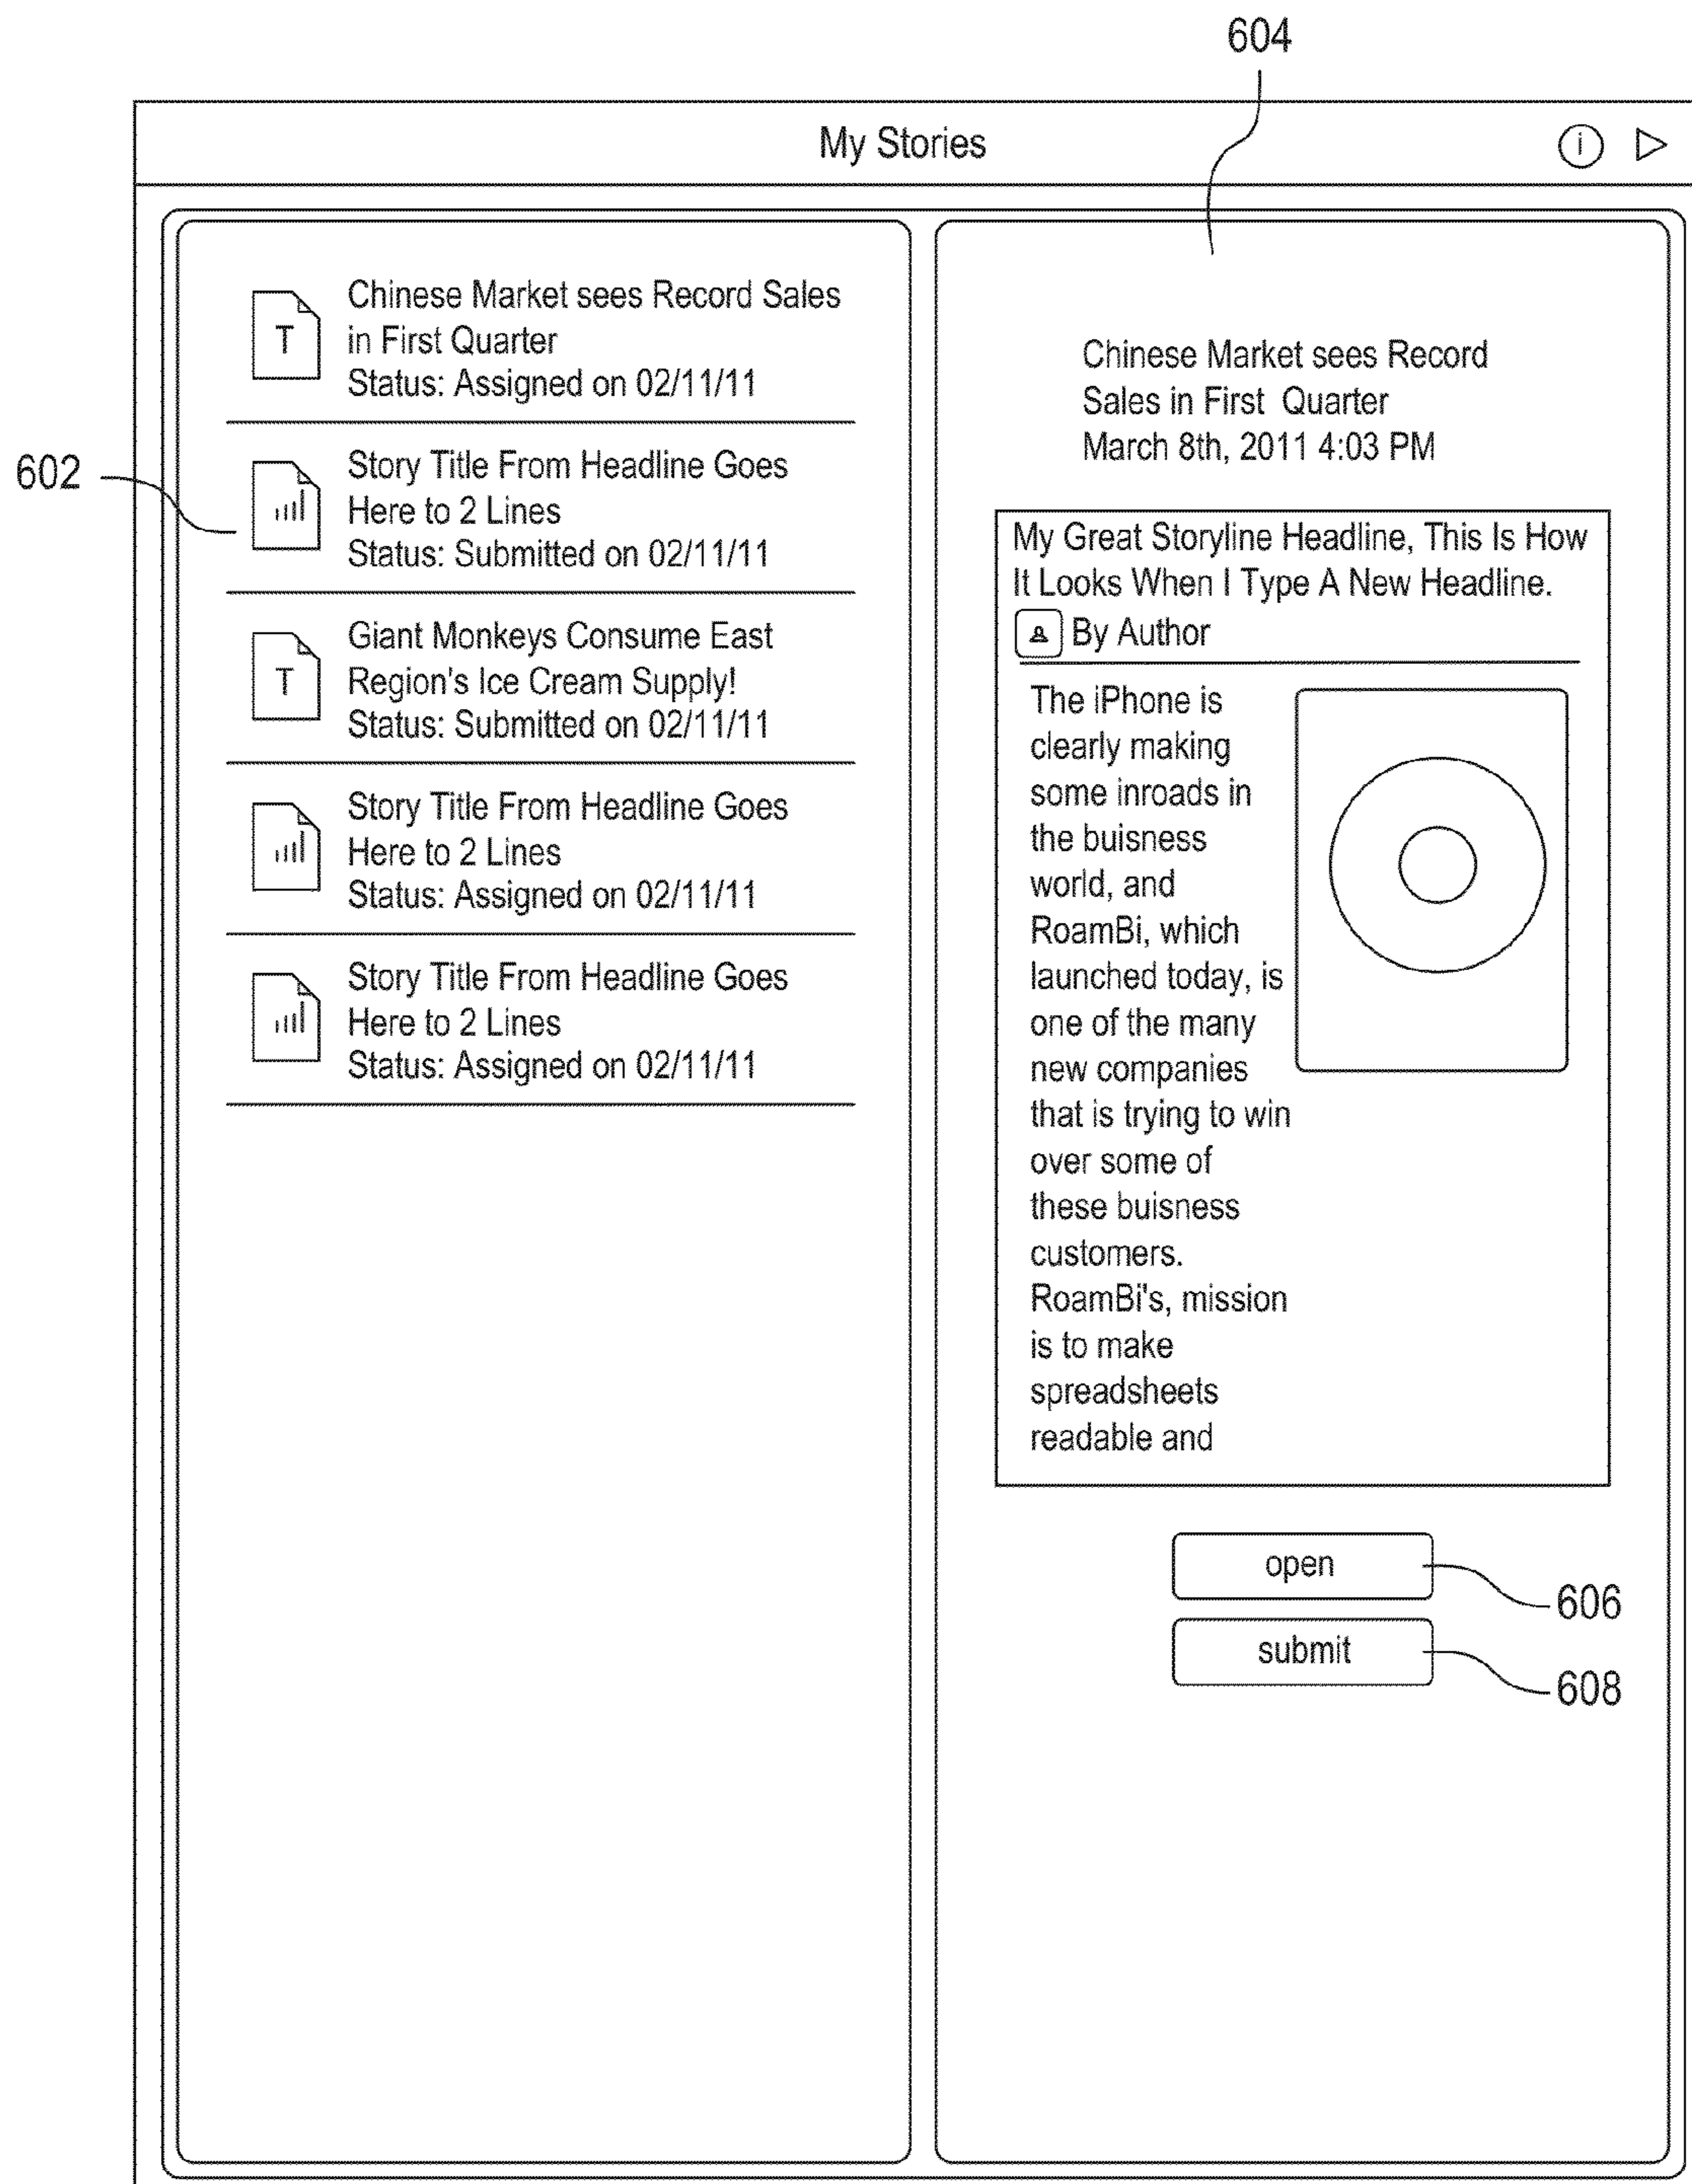 604
My Stories
i
Chinese Market sees Record Sales
in First Quarter
Status: Assigned on 02/11/11
T
602
Story Title From Headline Goes
Here to 2 Lines
Status: Submitted on 02/11/11
Giant Monkeys Consume East
Region's Ice Cream Supply!
Status: Submitted on 02/11/11
T
Story Title From Headline Goes
Here to 2 Lines
Status: Assigned on 02/11/11
Story Title From Headline Goes
Here to 2 Lines
Status: Assigned on 02/11/11
Chinese Market sees Record
Sales in First Quarter
March 8th, 2011 4:03 PM
My Great Storyline Headline, This Is How
It Looks When I Type A New Headline.
By Author
The iPhone is
clearly making
some inroads in
the buisness
world, and
RoamBi, which
launched today, is
one of the many
new companies
that is trying to win
over some of
these buisness
customers.
RoamBi's, mission
is to make
spreadsheets
readable and
open
606
submit
608